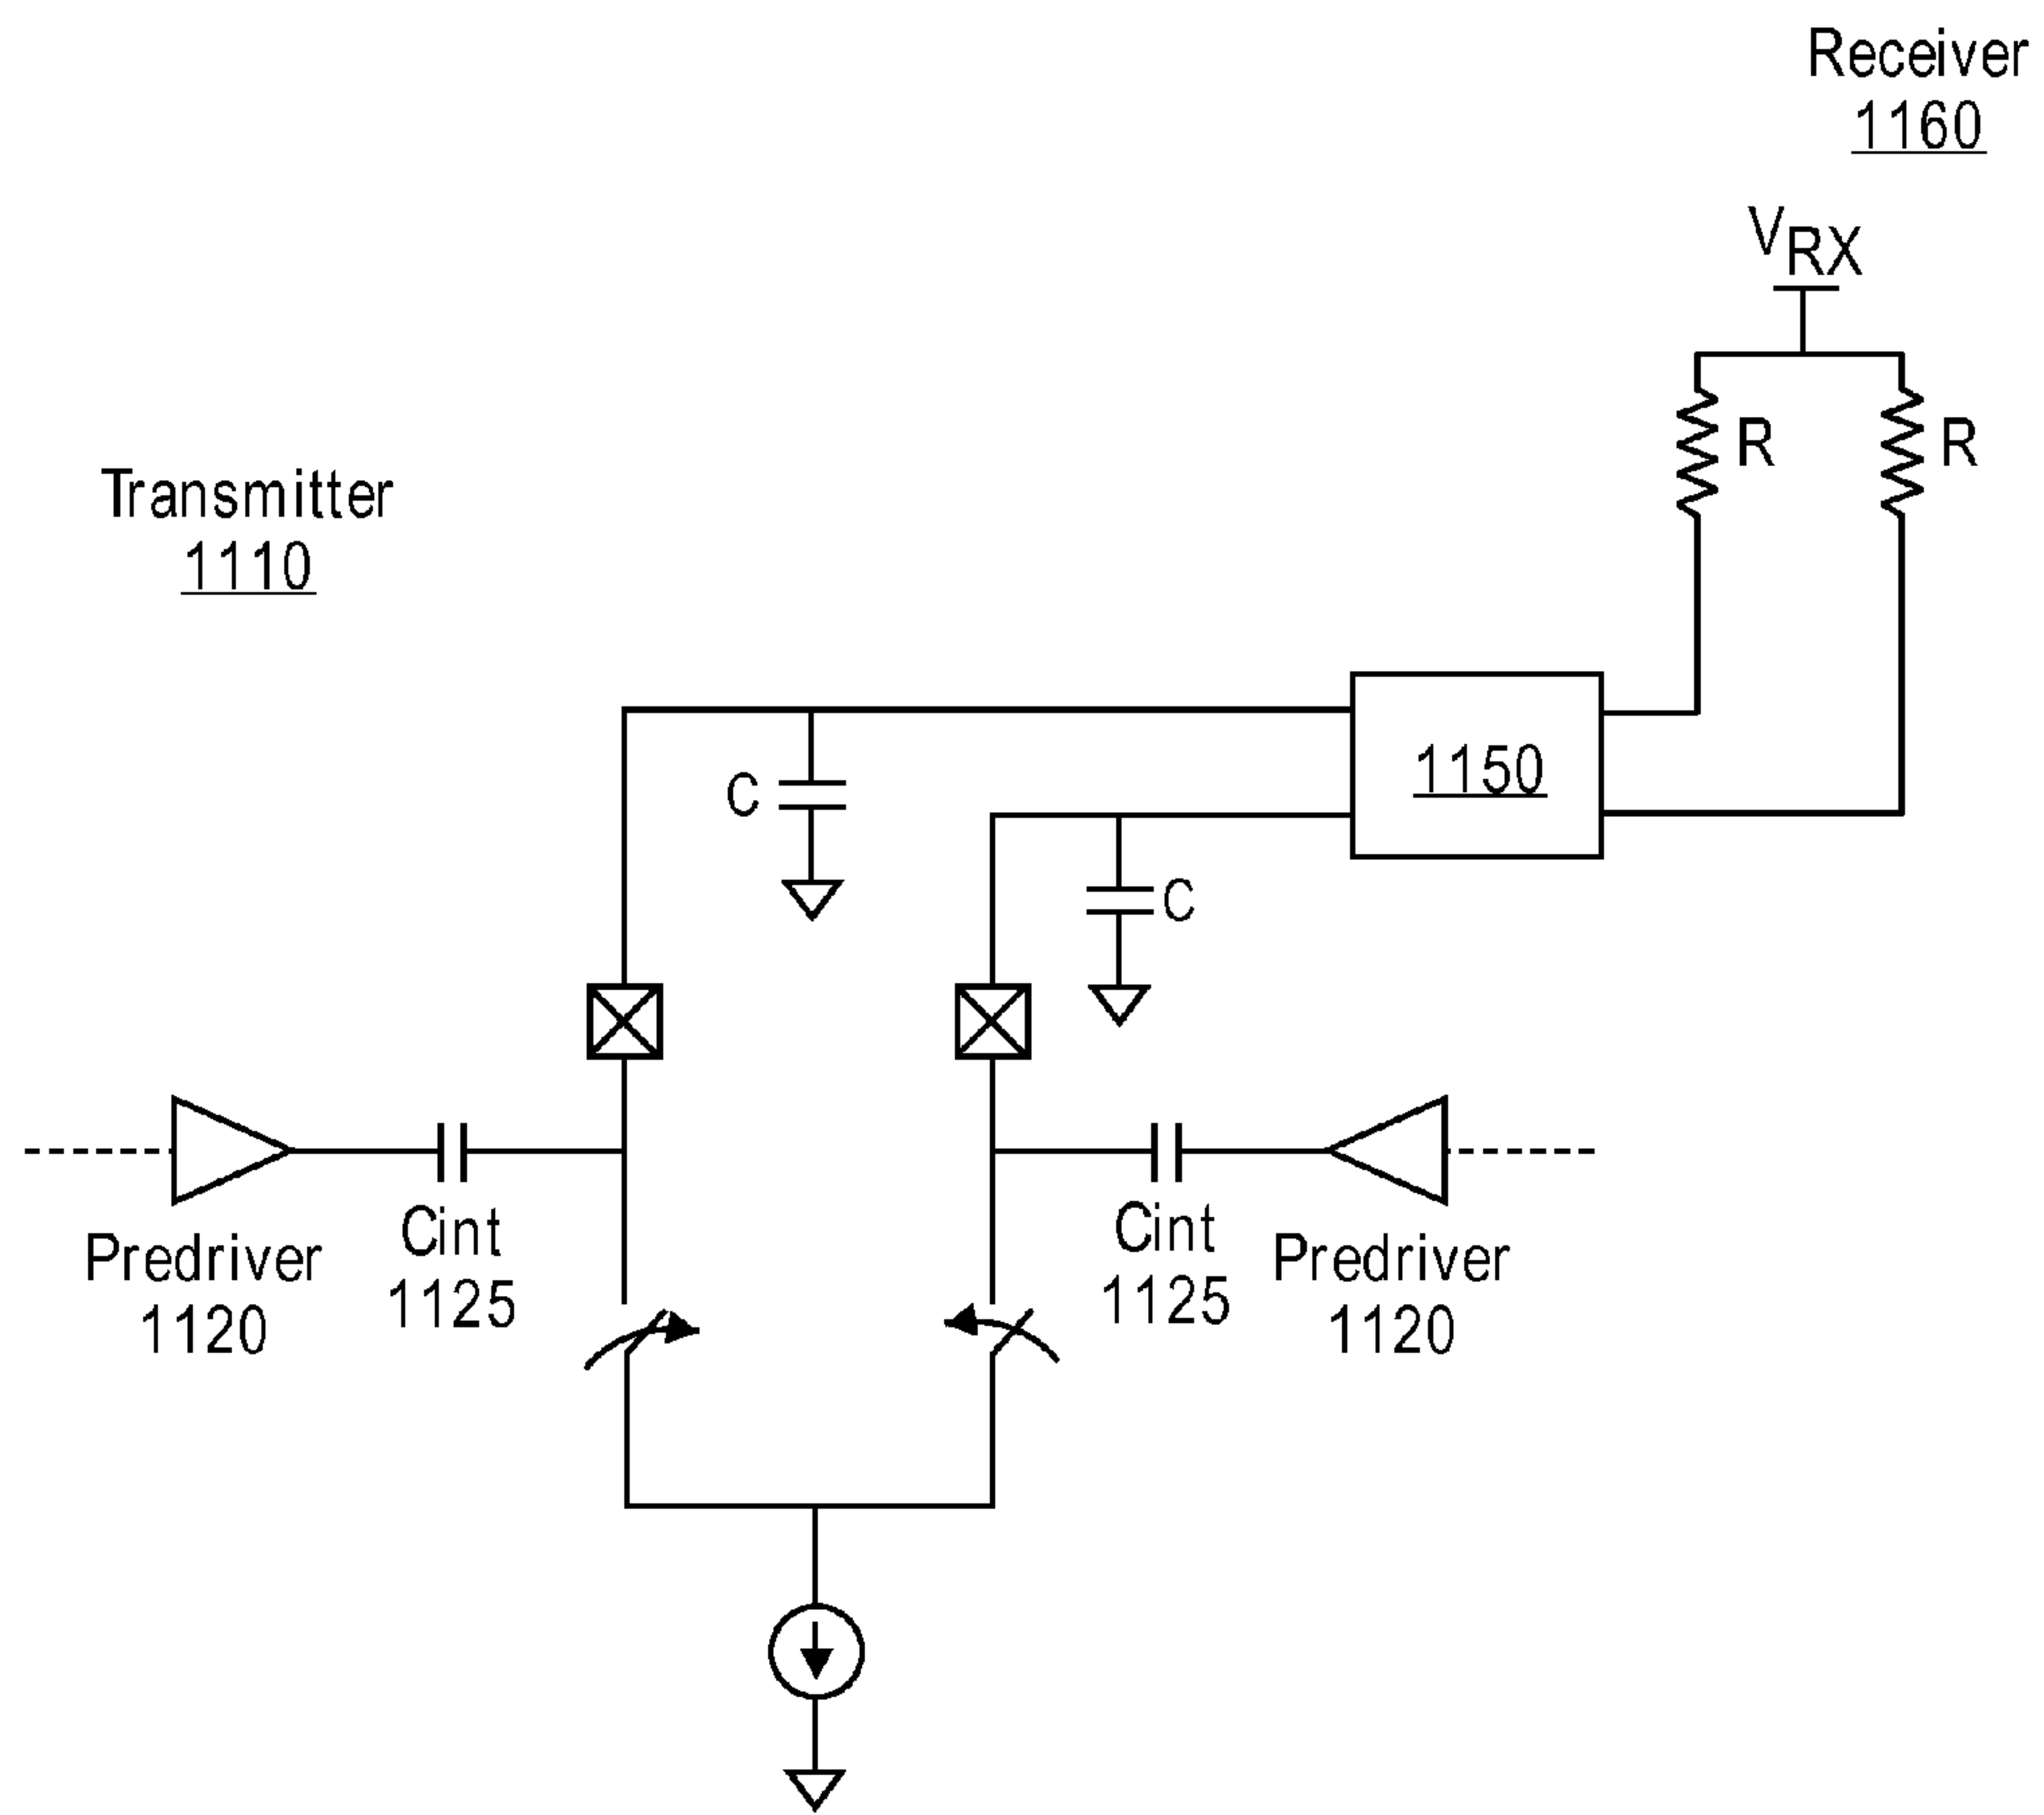 Receiver
1160
VRX
R
R
Transmitter
1110
1150
C
C
Cint
1125
Predriver
1120
Cint
1125
Predriver
1120